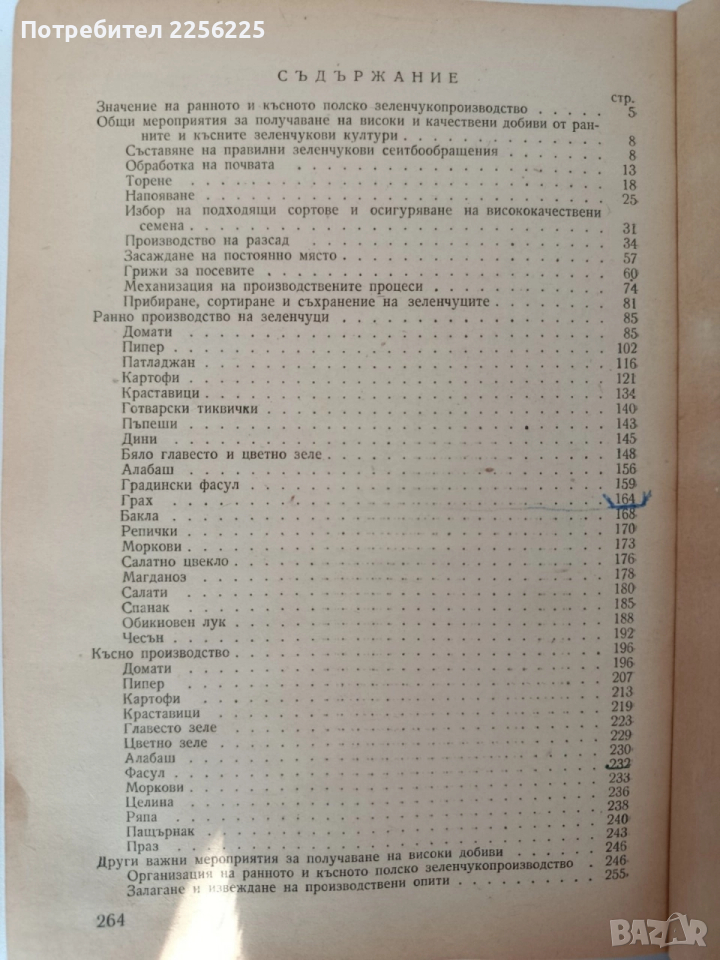 Потребител 2256225
СЪДЪРЖАНИЕ
стр.
Значение на ранното и късното полско зеленчукопроизводство . . . . . 5
Общи мероприятия за получаване на високи и качествени добиви от ран-
ните и късните зеленчукови култури . . . . . 8
Съставяне на правилни зеленчукови сеитбообращения . . . . . 8
Обработка на почвата . . . . . 13
Торене . . . . . 18
Напояване . . . . . 25
Избор на подходящи сортове и осигуряване на висококачествени
семена . . . . . 31
Производство на разсад . . . . . 34
Засаждане на постоянно място . . . . . 57
Грижи за посевите . . . . . 60
Механизация на производствените процеси . . . . . 74
Прибиране, сортиране и съхранение на зеленчуците . . . . . 81
Ранно производство на зеленчуци . . . . . 85
Домати . . . . . 85
Пипер . . . . . 102
Патладжан . . . . . 116
Картофи . . . . . 121
Краставици . . . . . 134
Готварски тиквички . . . . . 140
Пъпеши . . . . . 143
Дини . . . . . 145
Бяло главесто и цветно зеле . . . . . 148
Алабаш . . . . . 156
Градински фасул . . . . . 159
Грах . . . . . 164
Бакла . . . . . 168
Репички . . . . . 170
Моркови . . . . . 173
Салатно цвекло . . . . . 176
Магданоз . . . . . 178
Салати . . . . . 180
Спанак . . . . . 185
Обикновен лук . . . . . 188
Чесън . . . . . 192
Късно производство . . . . . 196
Домати . . . . . 196
Пипер . . . . . 207
Картофи . . . . . 213
Краставици . . . . . 219
Главесто зеле . . . . . 223
Цветно зеле . . . . . 229
Алабаш . . . . . 230
Фасул . . . . . 232
Моркови . . . . . 233
Целина . . . . . 236
Ряпа . . . . . 238
Пащърнак . . . . . 240
Праз . . . . . 243
Други важни мероприятия за получаване на високи добиви . . . . . 246
Организация на ранното и късното полско зеленчукопроизводство . 246
Залагане и извеждане на производствени опити . . . . . 255
264
BAZAR